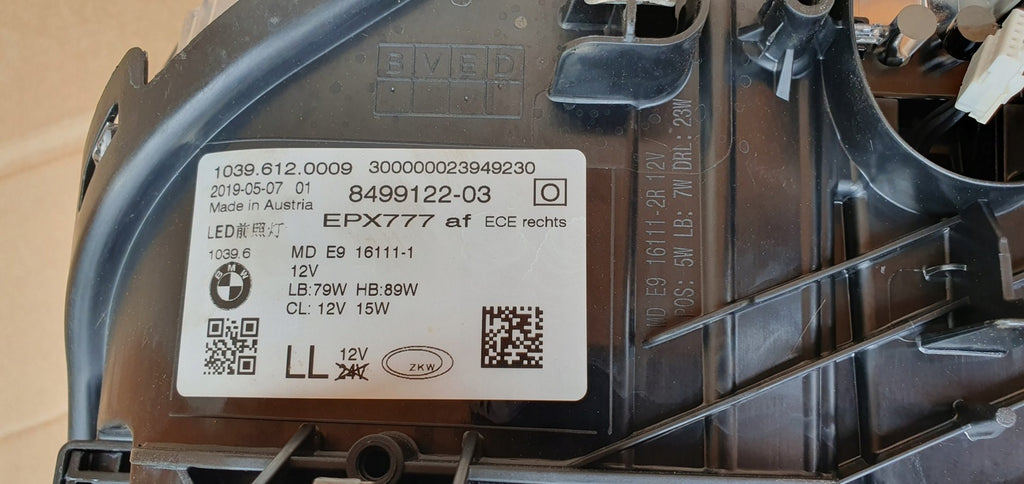 BVED
1039.612.0009 300000023949230
2019-05-07 01
8499122-03
Made in Austria
EPX777 af ECE rechts
LED前照灯
1039.6
MD E9 16111-1
BMW
12V
LB:79W HB:89W
CL: 12V 15W
LL
12V
24V
ZKW
MD E9 16111-2R 12V/
POS: 5W LB: 7W DRL: 23W